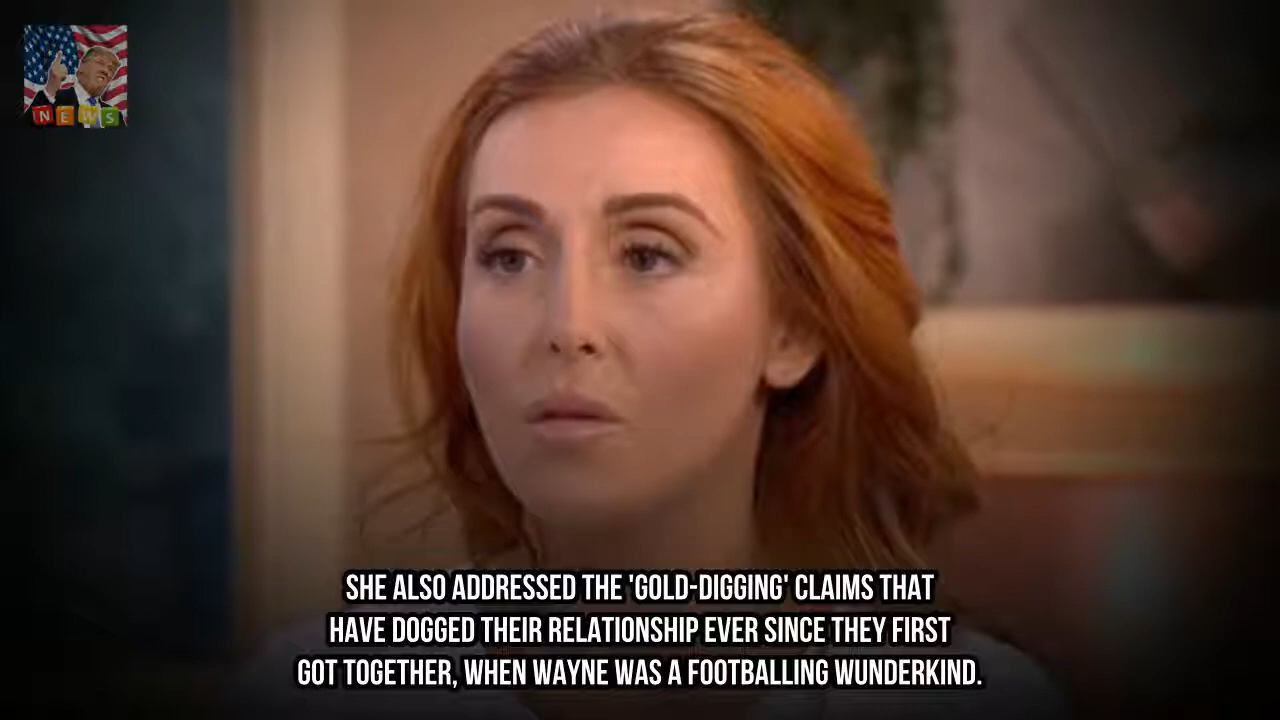 NEWS
SHE ALSO ADDRESSED THE 'GOLD-DIGGING' CLAIMS THAT
HAVE DOGGED THEIR RELATIONSHIP EVER SINCE THEY FIRST
GOT TOGETHER, WHEN WAYNE WAS A FOOTBALLING WUNDERKIND.